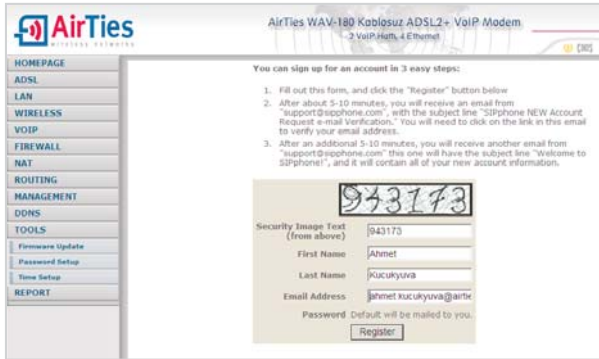 AirTies
wireless networks
AirTies WAV-180 Kablosuz ADSL2+ VoIP Modem
2 VoIP Hattı, 4 Ethernet
HOMEPAGE
ADSL
LAN
WIRELESS
VOIP
FIREWALL
NAT
ROUTING
MANAGEMENT
DDNS
TOOLS
Firmware Update
Password Setup
Time Setup
REPORT
You can sign up for an account in 3 easy steps:
1. Fill out this form, and click the "Register" button below
2. After about 5-10 minutes, you will receive an email from
"support@sipphone.com", with the subject line "SIPphone NEW Account
Request e-mail Verification." You will need to click on the link in this email
to verify your email address.
3. After an additional 5-10 minutes, you will receive another email from
"support@sipphone.com" this one will have the subject line "Welcome to
SIPphone!", and it will contain all of your new account information.
943173
Security Image Text
(from above)
943173
First Name
Ahmet
Last Name
Kucukyuva
Email Address
ahmet.kucukyuva@airtie
Password Default will be mailed to you.
Register